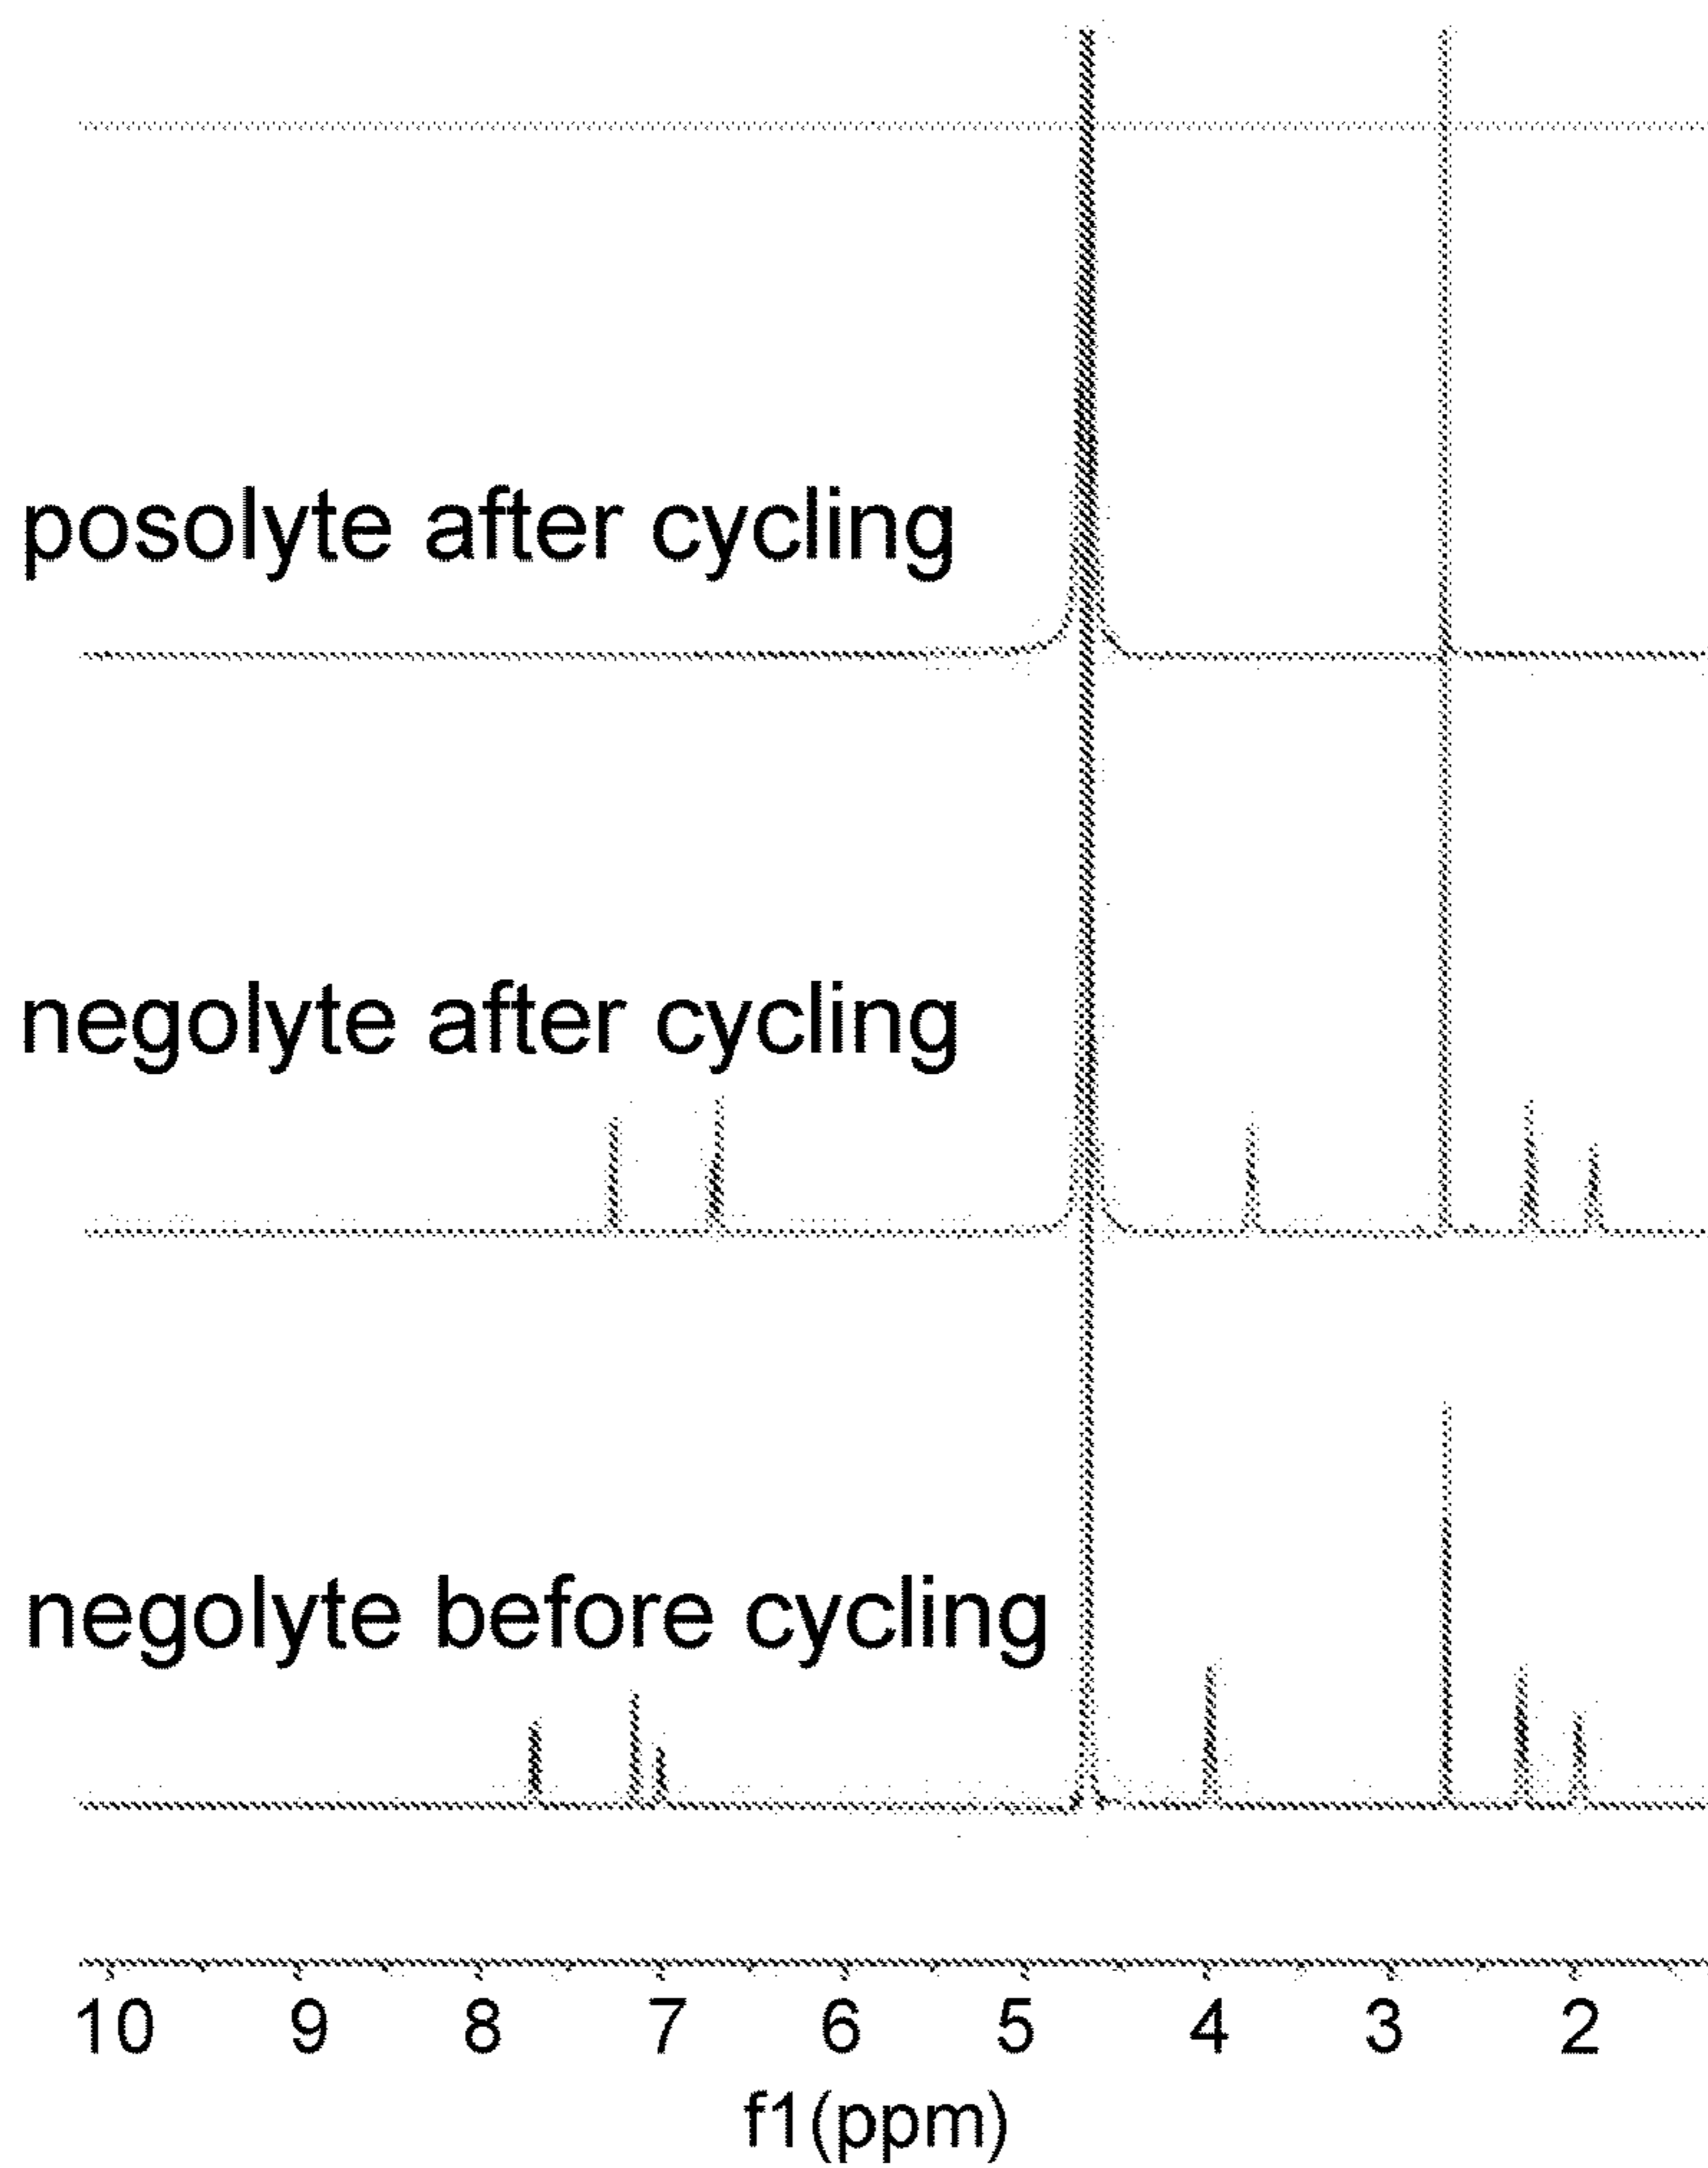 posolyte after cycling
negolyte after cycling
negolyte before cycling
10 9 8 7 6 5 4 3 2
f1(ppm)